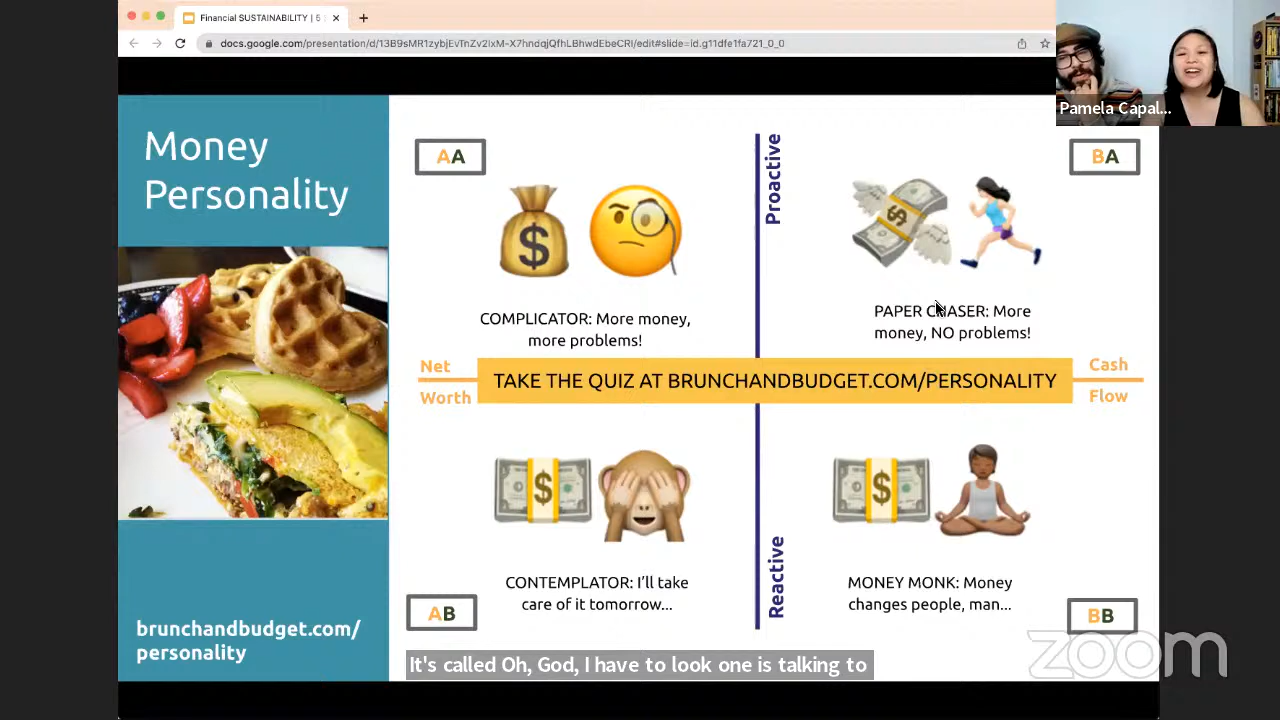 Financial SUSTAINABILITY | 5
docs.google.com/presentation/d/13B9sMR1zybjEvTnZv2IxM-X7hndqjQfhLBhwdEbeCRI/edit#slide=id.g11dfe1fa721_0_0
Pamela Capal...
Money
Personality
AA
BA
Proactive
$
$
COMPLICATOR: More money,
more problems!
PAPER CHASER: More
money, NO problems!
Net
Worth
TAKE THE QUIZ AT BRUNCHANDBUDGET.COM/PERSONALITY
Cash
Flow
$
$
Reactive
CONTEMPLATOR: I'll take
care of it tomorrow...
MONEY MONK: Money
changes people, man...
AB
BB
brunchandbudget.com/
personality
It's called Oh, God, I have to look one is talking to
zoom